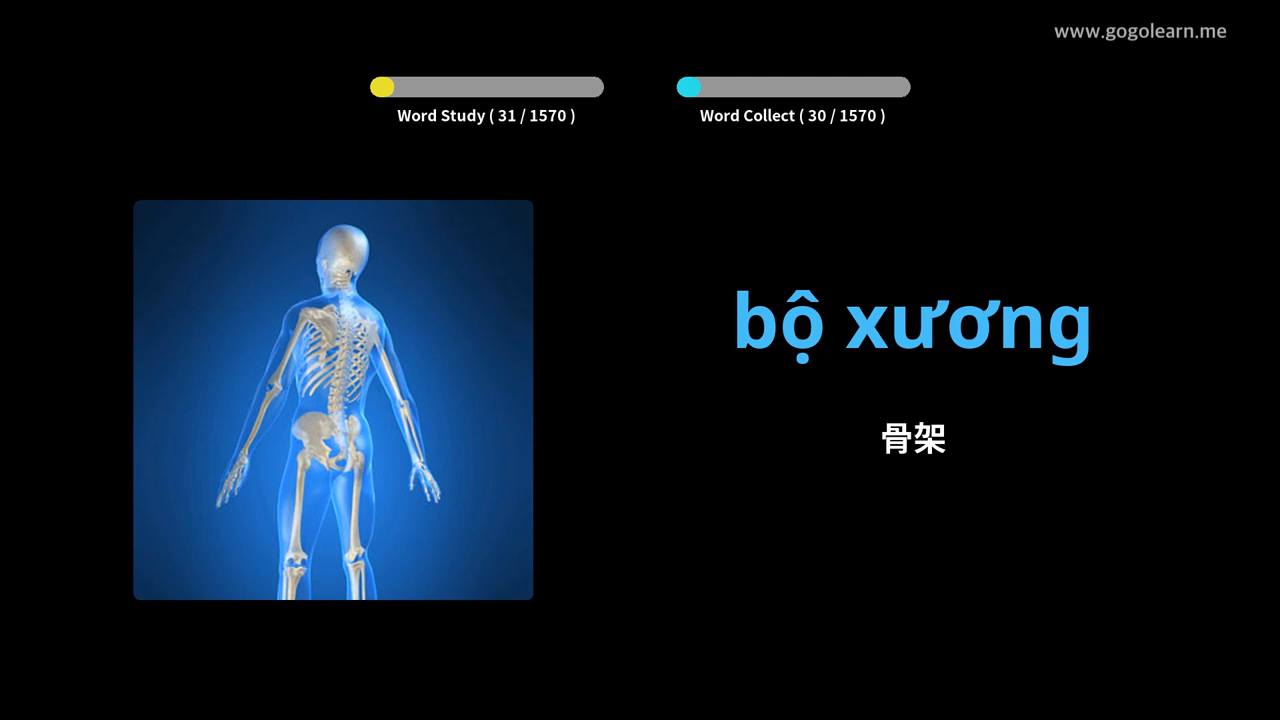 www.gogolearn.me
Word Study ( 31 / 1570 )
Word Collect ( 30 / 1570 )
bộ xương
骨架